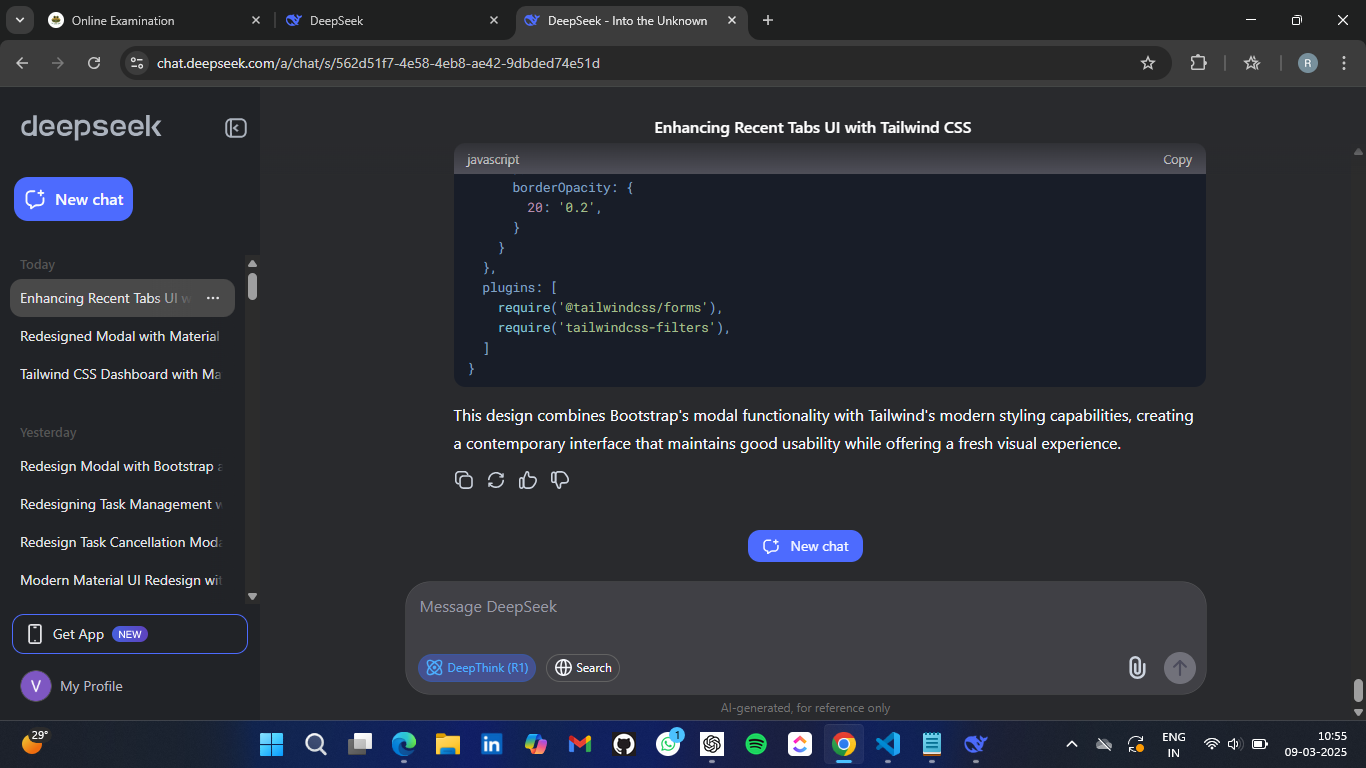 Online Examination
DeepSeek
DeepSeek - Into the Unknown
chat.deepseek.com/a/chat/s/562d51f7-4e58-4eb8-ae42-9dbded74e51d
R
deepseek
New chat
Today
Enhancing Recent Tabs UI w
Redesigned Modal with Material
Tailwind CSS Dashboard with Ma
Yesterday
Redesign Modal with Bootstrap a
Redesigning Task Management w
Redesign Task Cancellation Moda
Modern Material UI Redesign wit
Get App NEW
V My Profile
Enhancing Recent Tabs UI with Tailwind CSS
javascript Copy
borderOpacity: {
20: '0.2',
}
}
},
plugins: [
require('@tailwindcss/forms'),
require('tailwindcss-filters'),
]
}
This design combines Bootstrap's modal functionality with Tailwind's modern styling capabilities, creating
a contemporary interface that maintains good usability while offering a fresh visual experience.
New chat
Message DeepSeek
DeepThink (R1) Search
AI-generated, for reference only
29°
in
1
ENG
IN
10:55
09-03-2025